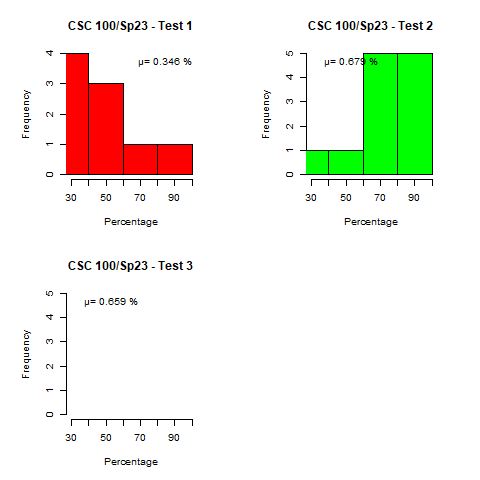 CSC 100/Sp23 - Test 1
μ= 0.346 %
Frequency
0 1 2 3 4
30 50 70 90
Percentage
CSC 100/Sp23 - Test 2
μ= 0.679 %
Frequency
0 1 2 3 4 5
30 50 70 90
Percentage
CSC 100/Sp23 - Test 3
μ= 0.659 %
Frequency
0 1 2 3 4 5
30 50 70 90
Percentage